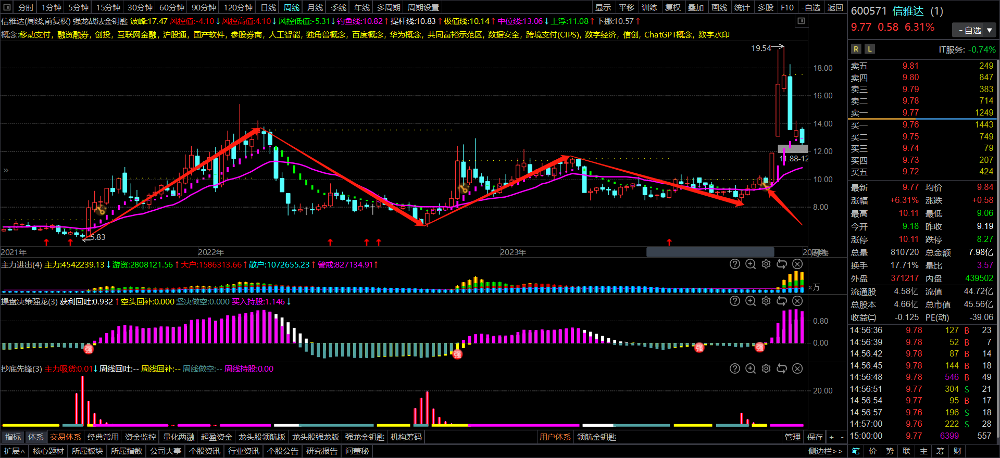 分时 1分钟 5分钟 15分钟 30分钟 60分钟 90分钟 120分钟 日线 周线 月线 季线 年线 多周期 周期设置 显示 平移 训练 复权 叠加 画线 统计 多股 F10 -自选 返回
信雅达(周线,前复权) 强龙战法金钥匙 波峰:17.47 风控值:-4.10↓ 风控高值:4.10↓ 风控低值:-5.31↓ 钓鱼线:10.82↑ 提杆线:10.83↑ 极值线:10.14↑ 中位线:13.06↓ 上浮:11.08↑ 下挪:10.57↑
概念:移动支付，融资融券，创投，互联网金融，沪股通，国产软件，参股券商，人工智能，独角兽概念，百度概念，华为概念，共同富裕示范区，数据安全，跨境支付(CIPS)，数字经济，信创，ChatGPT概念，数字水印
19.54
18.00
16.00
14.00
12.00
11.88-12
10.00
8.00
5.83
»
2021年 2022年 2023年
主力进出(4) 主力:4542239.13↓ 游资:2808121.56↑ 大户:1586313.66↑ 散户:1072655.23↑ 警戒:827134.91↑
×万
操盘决策强龙(3) 获利回吐:0.932↑ 空头回补:0.000 坚决做空:0.000 买入持股:1.146↓
0.80
0.00
强 强 强 强
抄底先锋(3) 主力吸货:0.01↓ 周线回吐:-- 周线回补:-- 周线做空:-- 周线持股:0.00
20.00
指标 体系 交易体系 经典常用 资金监控 量化两融 超盈资金 龙头股领航版 龙头股强龙版 强龙金钥匙 机构筹码 用户体系 领航金钥匙 管理 保存 + -
扩展∧ 核心题材 所属板块 所属指数 公司大事 个股资讯 行业资讯 个股公告 研究报告 问董秘 侧边栏>>
600571 信雅达 (1)
9.77 0.58 6.31% -自选 ▼
R L IT服务: -0.74%
卖五 9.81 249
卖四 9.80 847
卖三 9.79 383
卖二 9.78 714
卖一 9.77 1249
买一 9.76 1443
买二 9.75 749
买三 9.74 79
买四 9.73 207
买五 9.72 424
最新 9.77 均价 9.84
涨幅 +6.31% 涨跌 +0.58
最高 10.11 最低 9.06
今开 9.18 昨收 9.19
涨停 10.11 跌停 8.27
总量 810720 总金额 7.98亿
换手 17.71% 量比 3.57
外盘 371217 内盘 439502
流通股 4.58亿 流值 44.72亿
总股本 4.66亿 总市值 45.56亿
收益㈡ -0.125 PE(动) -39.06
14:56:36 9.78 127 B 23
14:56:39 9.78 52 B 7
14:56:42 9.78 87 B 14
14:56:45 9.78 144 B 18
14:56:48 9.78 546 B 49
14:56:51 9.77 304 S 21
14:56:54 9.77 95 B 17
14:56:57 9.76 196 S 18
14:57:00 9.76 222 S 28
15:00:00 9.77 6399 557
笔 价 势 联 主 筹 财